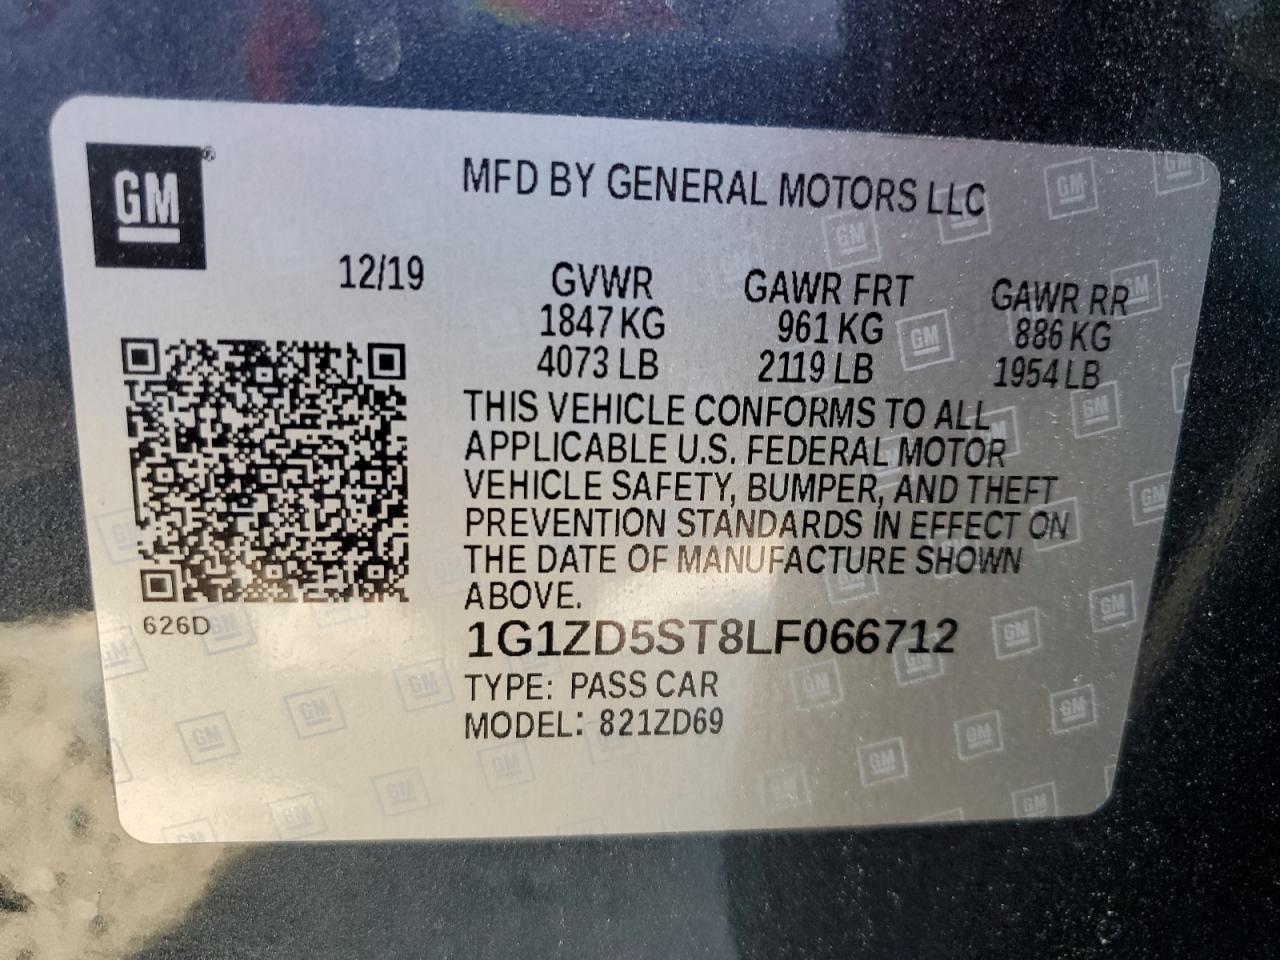 GM®
MFD BY GENERAL MOTORS LLC
12/19
GVWR GAWR FRT GAWR RR
1847 KG 961 KG 886 KG
4073 LB 2119 LB 1954 LB
THIS VEHICLE CONFORMS TO ALL
APPLICABLE U.S. FEDERAL MOTOR
VEHICLE SAFETY, BUMPER, AND THEFT
PREVENTION STANDARDS IN EFFECT ON
THE DATE OF MANUFACTURE SHOWN
ABOVE.
626D
1G1ZD5ST8LF066712
TYPE: PASS CAR
MODEL: 821ZD69